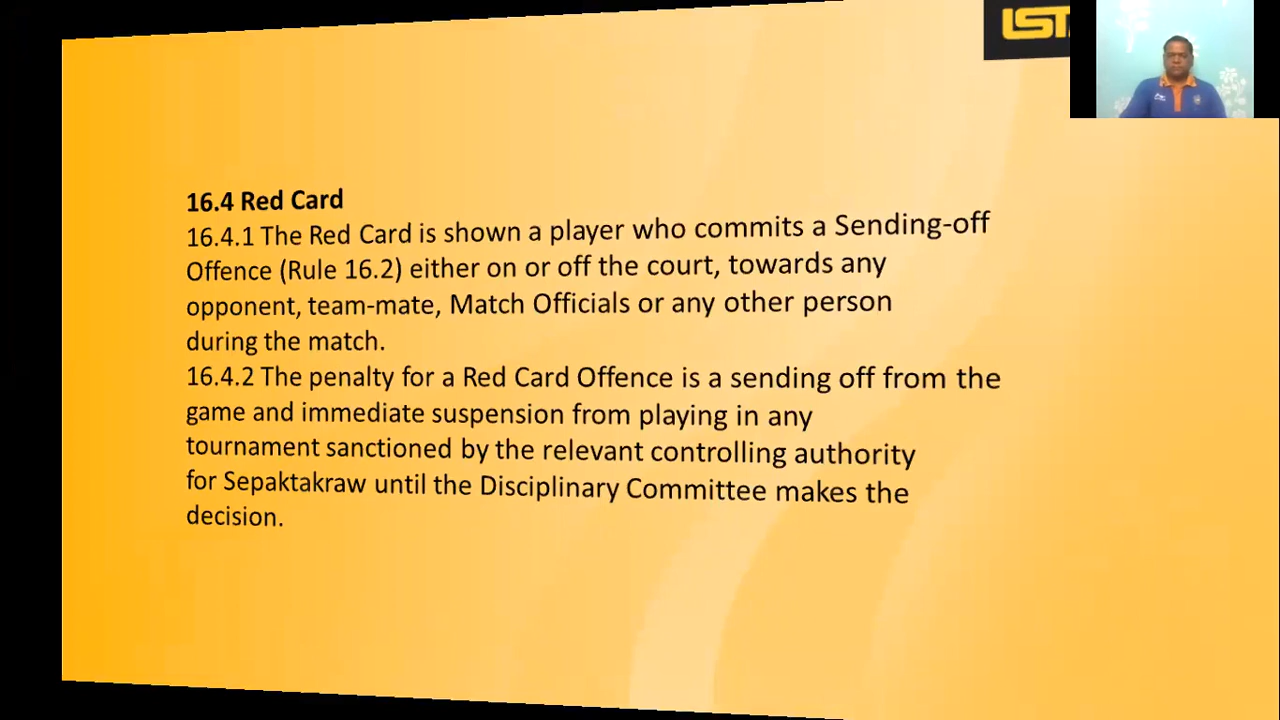 IST
16.4 Red Card
16.4.1 The Red Card is shown a player who commits a Sending-off
Offence (Rule 16.2) either on or off the court, towards any
opponent, team-mate, Match Officials or any other person
during the match.
16.4.2 The penalty for a Red Card Offence is a sending off from the
game and immediate suspension from playing in any
tournament sanctioned by the relevant controlling authority
for Sepaktakraw until the Disciplinary Committee makes the
decision.